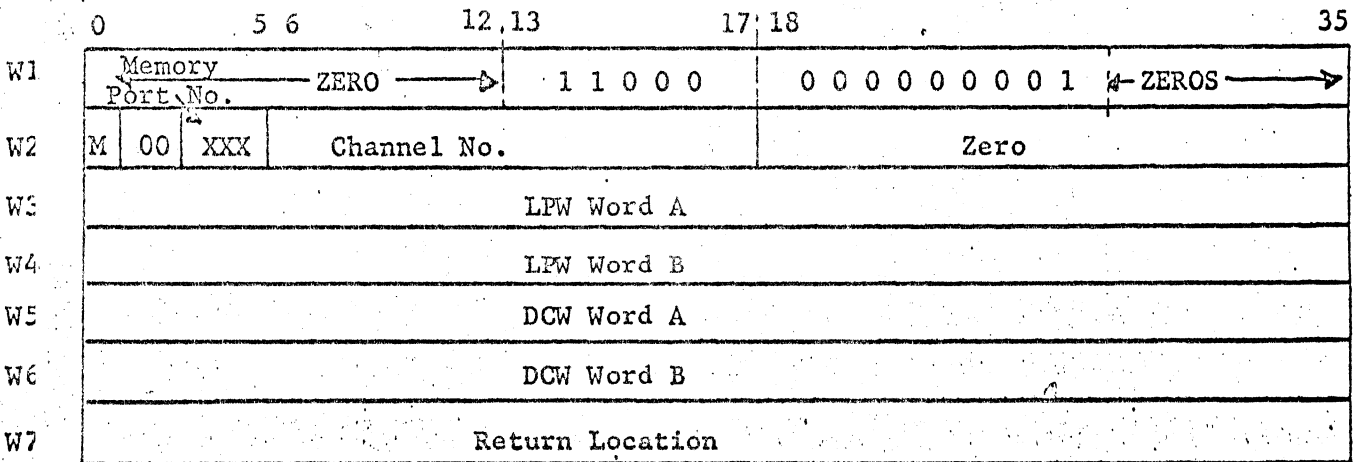 0 5 6 12 13 17 18 35
W1 Memory Port No. ZERO 1 1 0 0 0 0 0 0 0 0 0 0 0 1 ZEROS
W2 M 00 XXX Channel No. Zero
W3 LPW Word A
W4 LPW Word B
W5 DCW Word A
W6 DCW Word B
W7 Return Location